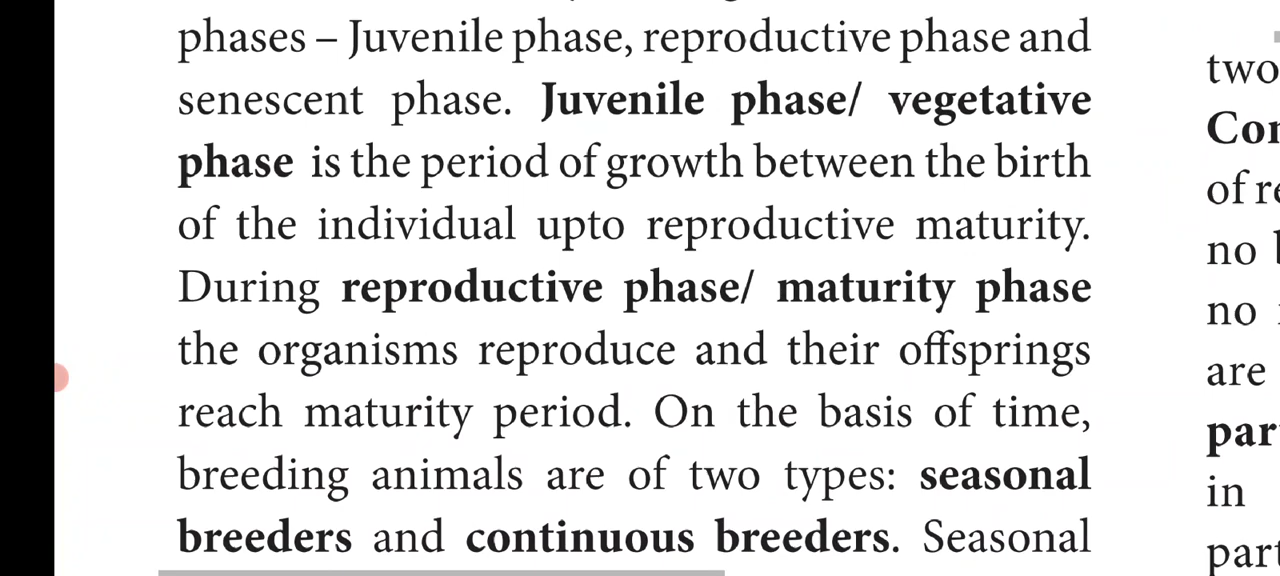 phases – Juvenile phase, reproductive phase and
senescent phase. Juvenile phase/ vegetative
phase is the period of growth between the birth
of the individual upto reproductive maturity.
During reproductive phase/ maturity phase
the organisms reproduce and their offsprings
reach maturity period. On the basis of time,
breeding animals are of two types: seasonal
breeders and continuous breeders. Seasonal
two
of
no
no
are
in